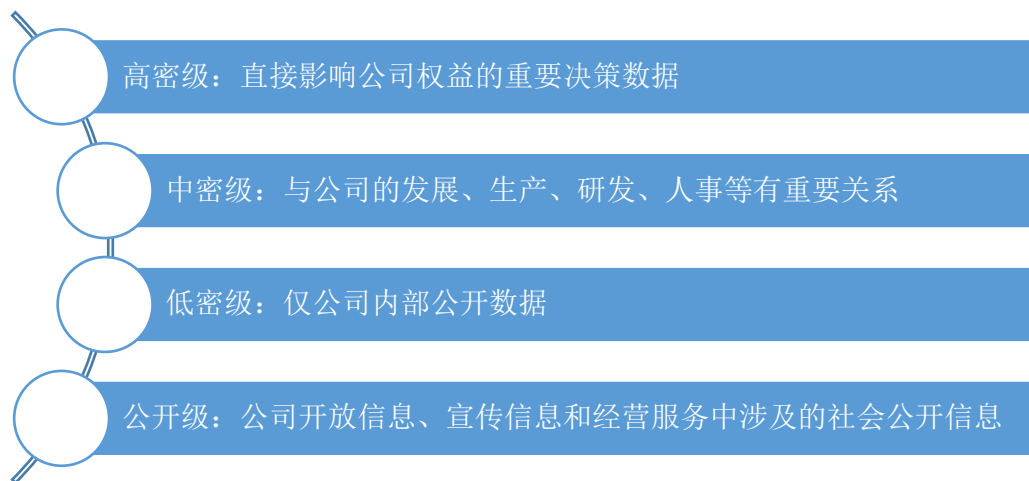 高密级：直接影响公司权益的重要决策数据
中密级：与公司的发展、生产、研发、人事等有重要关系
低密级：仅公司内部公开数据
公开级：公司开放信息、宣传信息和经营服务中涉及的社会公开信息